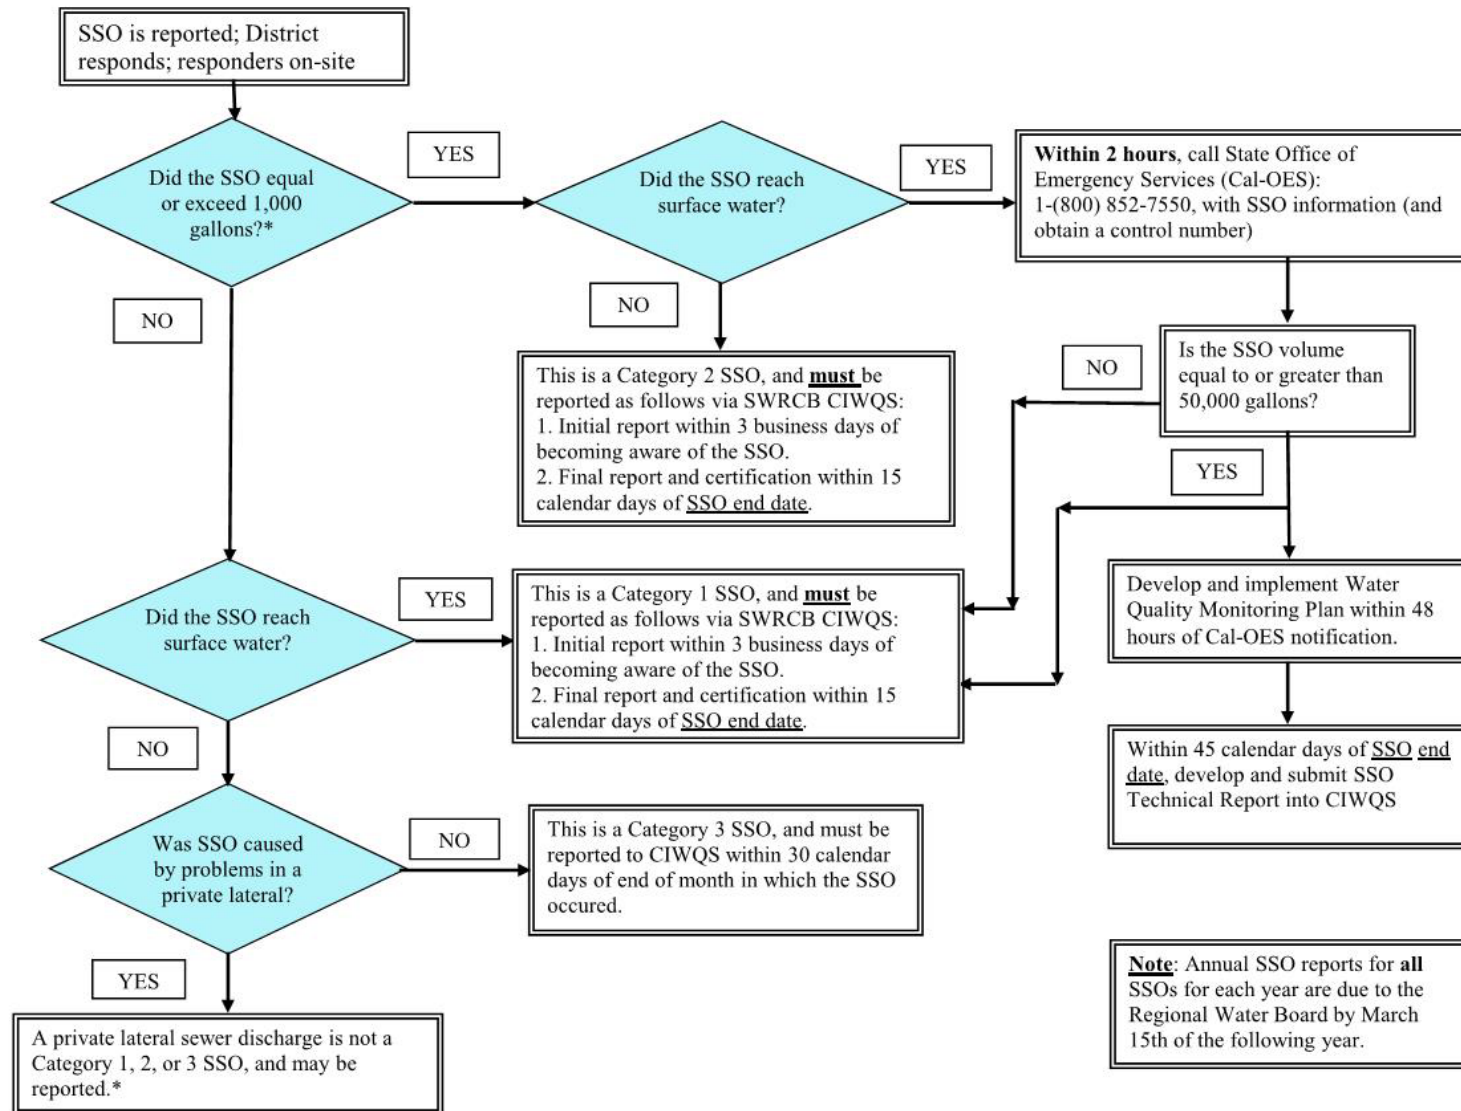 SSO is reported; District
responds; responders on-site
Did the SSO equal
or exceed 1,000
gallons?*
YES
Did the SSO reach
surface water?
YES
Within 2 hours, call State Office of
Emergency Services (Cal-OES):
1-(800) 852-7550, with SSO information (and
obtain a control number)
NO
NO
This is a Category 2 SSO, and must be
reported as follows via SWRCB CIWQS:
1. Initial report within 3 business days of
becoming aware of the SSO.
2. Final report and certification within 15
calendar days of SSO end date.
NO
Is the SSO volume
equal to or greater than
50,000 gallons?
YES
Did the SSO reach
surface water?
YES
This is a Category 1 SSO, and must be
reported as follows via SWRCB CIWQS:
1. Initial report within 3 business days of
becoming aware of the SSO.
2. Final report and certification within 15
calendar days of SSO end date.
Develop and implement Water
Quality Monitoring Plan within 48
hours of Cal-OES notification.
NO
Within 45 calendar days of SSO end
date, develop and submit SSO
Technical Report into CIWQS
Was SSO caused
by problems in a
private lateral?
NO
This is a Category 3 SSO, and must be
reported to CIWQS within 30 calendar
days of end of month in which the SSO
occured.
YES
A private lateral sewer discharge is not a
Category 1, 2, or 3 SSO, and may be
reported.*
Note: Annual SSO reports for all
SSOs for each year are due to the
Regional Water Board by March
15th of the following year.